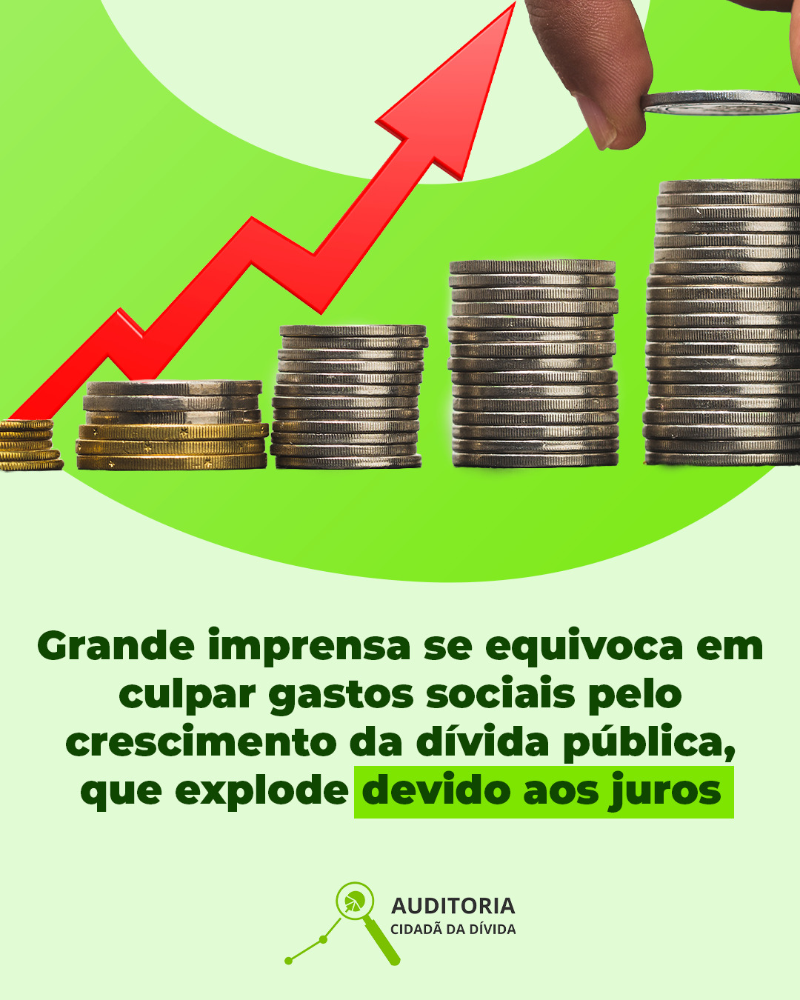 Grande imprensa se equivoca em
culpar gastos sociais pelo
crescimento da dívida pública,
que explode devido aos juros
AUDITORIA
CIDADÃ DA DÍVIDA